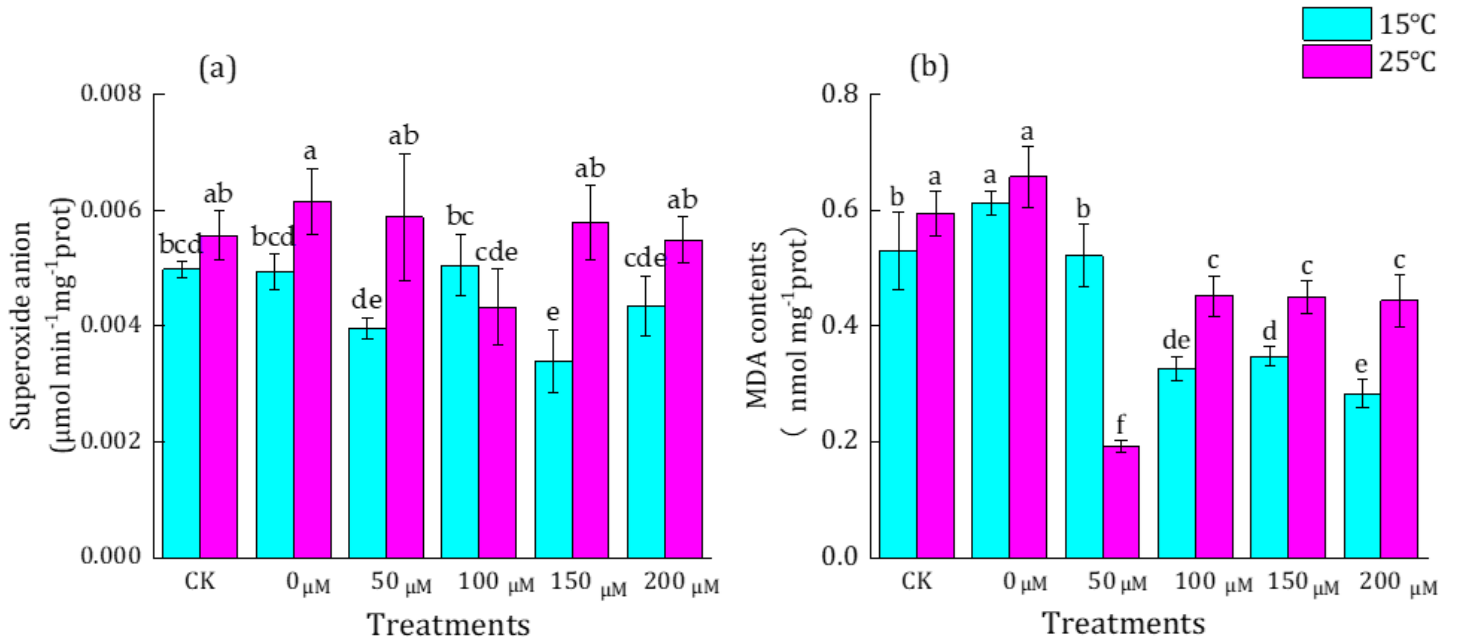 15°C
25°C
(a)
0.008
0.006
0.004
0.002
0.000
Superoxide anion
(μmol min⁻¹mg⁻¹prot)
bcd
ab
bcd
a
de
ab
bc
cde
e
ab
cde
ab
CK
0 μM
50 μM
100 μM
150 μM
200 μM
Treatments
(b)
0.8
0.6
0.4
0.2
0.0
MDA contents
( nmol mg⁻¹prot)
b
a
a
a
b
f
de
c
d
c
e
c
CK
0 μM
50 μM
100 μM
150 μM
200 μM
Treatments